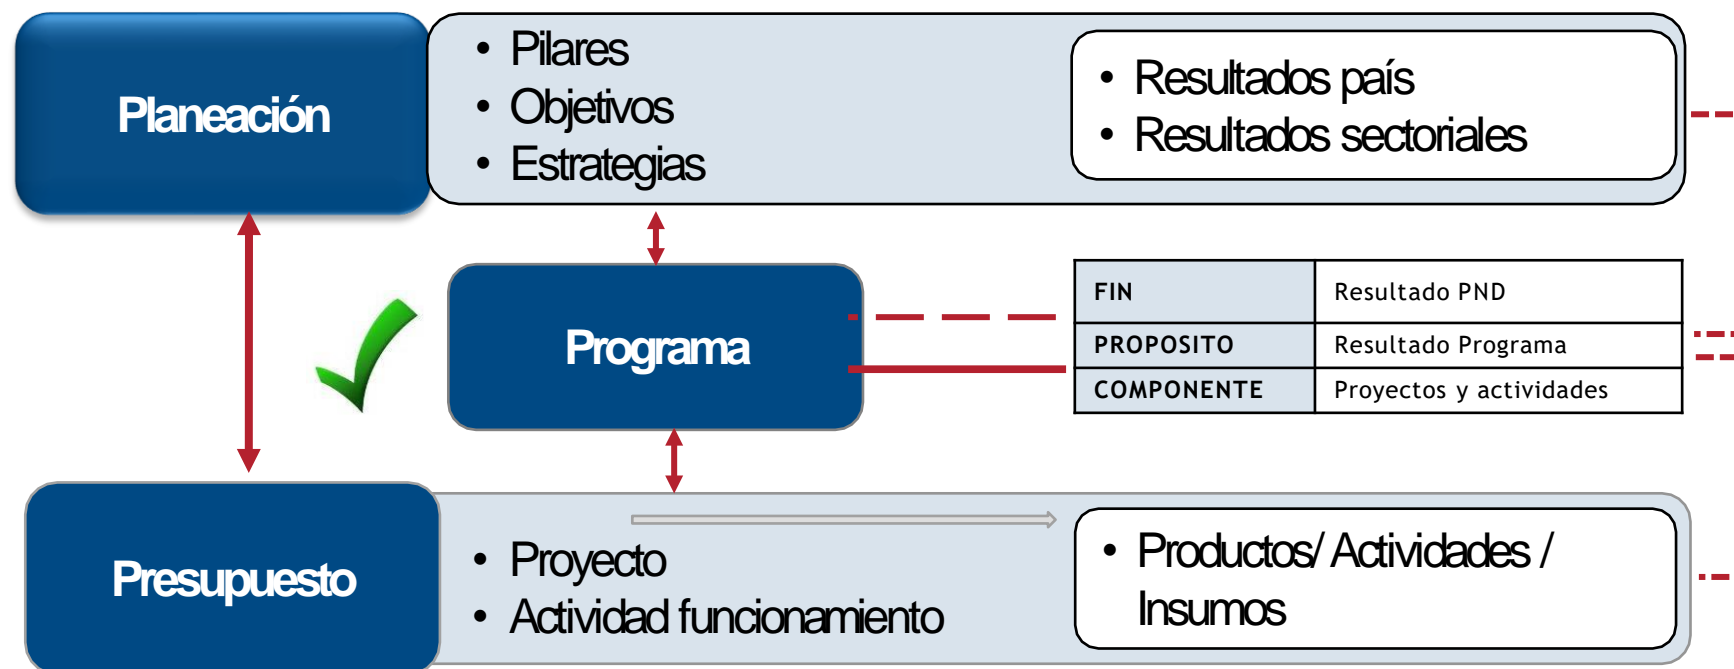 Planeación
• Pilares
• Objetivos
• Estrategias
• Resultados país
• Resultados sectoriales
Programa
FIN Resultado PND
PROPOSITO Resultado Programa
COMPONENTE Proyectos y actividades
Presupuesto
• Proyecto
• Actividad funcionamiento
• Productos/ Actividades /
Insumos